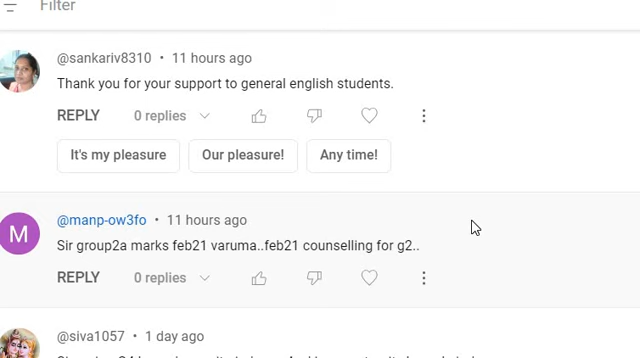 Filter
@sankariv8310 • 11 hours ago
Thank you for your support to general english students.
REPLY 0 replies
It's my pleasure Our pleasure! Any time!
M
@manp-ow3fo • 11 hours ago
Sir group2a marks feb21 varuma..feb21 counselling for g2..
REPLY 0 replies
@siva1057 • 1 day ago